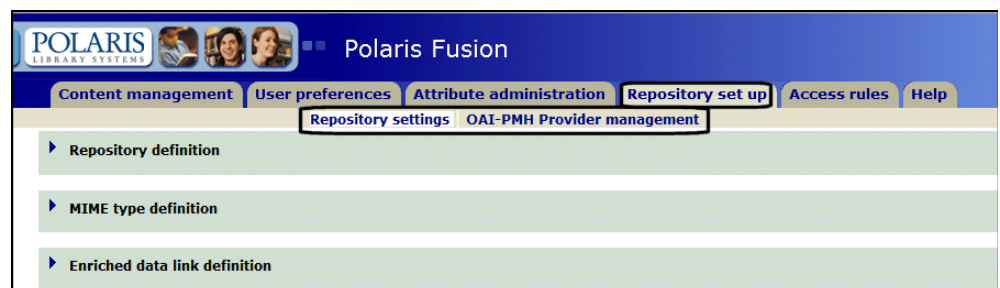 POLARIS
LIBRARY SYSTEMS
Polaris Fusion
Content management User preferences Attribute administration Repository set up Access rules Help
Repository settings OAI-PMH Provider management
Repository definition
MIME type definition
Enriched data link definition